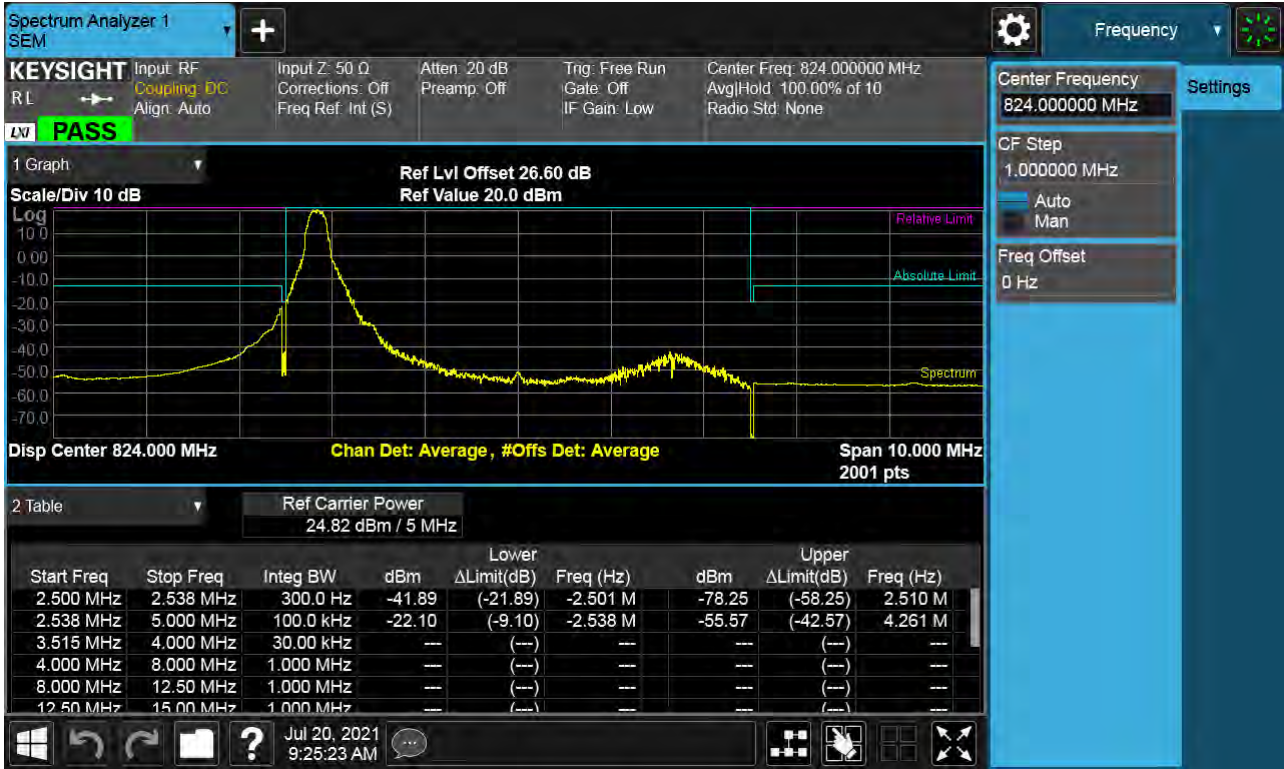 Spectrum Analyzer 1
SEM
+
Frequency
KEYSIGHT
R L
LXI PASS
Input: RF
Coupling: DC
Align: Auto
Input Z: 50 Ω
Corrections: Off
Freq Ref: Int (S)
Atten: 20 dB
Preamp: Off
Trig: Free Run
Gate: Off
IF Gain: Low
Center Freq: 824.000000 MHz
Avg|Hold: 100.00% of 10
Radio Std: None
Center Frequency
824.000000 MHz
Settings
CF Step
1.000000 MHz
Auto
Man
Freq Offset
0 Hz
1 Graph
Scale/Div 10 dB
Ref Lvl Offset 26.60 dB
Ref Value 20.0 dBm
Log
10.0
0.00
-10.0
-20.0
-30.0
-40.0
-50.0
-60.0
-70.0
Relative Limit
Absolute Limit
Spectrum
Disp Center 824.000 MHz
Chan Det: Average , #Offs Det: Average
Span 10.000 MHz
2001 pts
2 Table
Ref Carrier Power
24.82 dBm / 5 MHz
Lower Upper
Start Freq Stop Freq Integ BW dBm ΔLimit(dB) Freq (Hz) dBm ΔLimit(dB) Freq (Hz)
2.500 MHz 2.538 MHz 300.0 Hz -41.89 (-21.89) -2.501 M -78.25 (-58.25) 2.510 M
2.538 MHz 5.000 MHz 100.0 kHz -22.10 (-9.10) -2.538 M -55.57 (-42.57) 4.261 M
3.515 MHz 4.000 MHz 30.00 kHz --- (---) --- --- (---) ---
4.000 MHz 8.000 MHz 1.000 MHz --- (---) --- --- (---) ---
8.000 MHz 12.50 MHz 1.000 MHz --- (---) --- --- (---) ---
12.50 MHz 15.00 MHz 1.000 MHz --- (---) --- --- (---) ---
?
Jul 20, 2021
9:25:23 AM